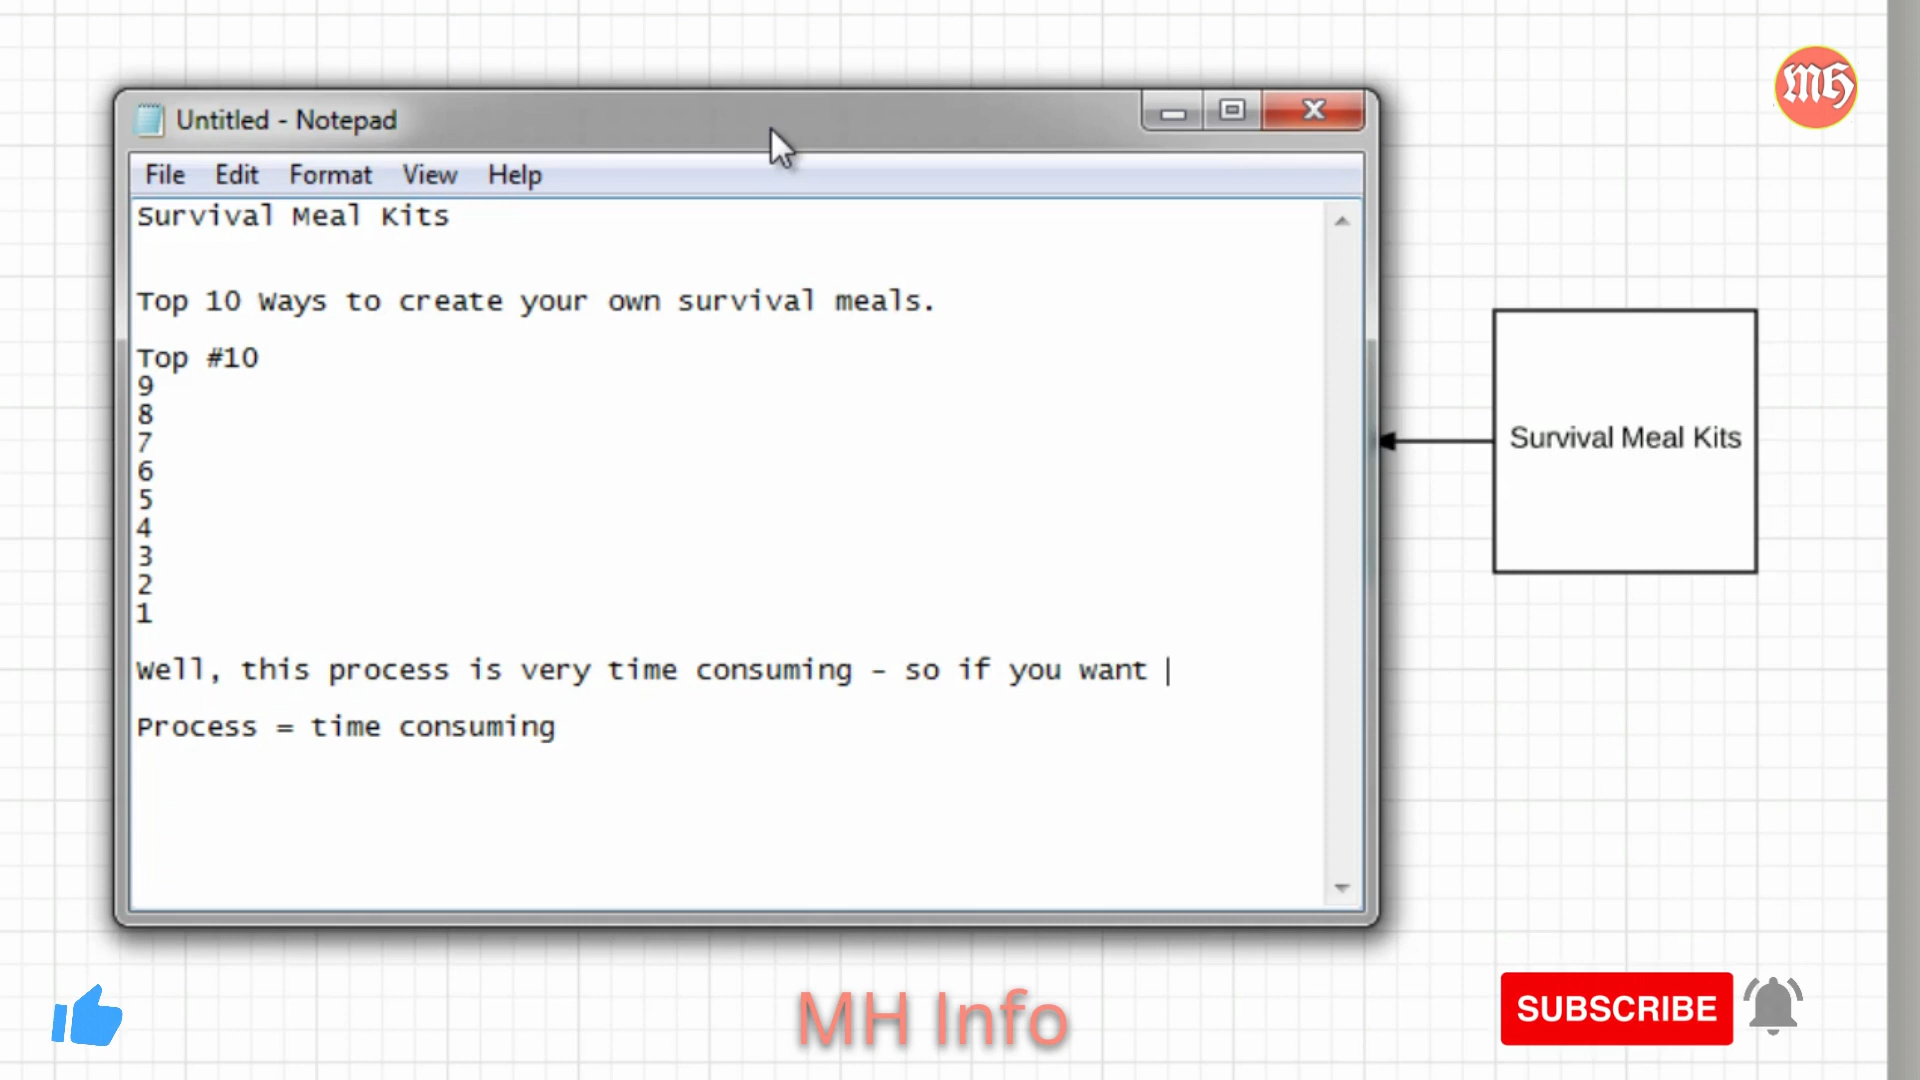 MH
Untitled - Notepad
File Edit Format View Help
Survival Meal Kits
Top 10 Ways to create your own survival meals.
Top #10
9
8
7
6
5
4
3
2
1
Well, this process is very time consuming - so if you want
Process = time consuming
Survival Meal Kits
MH Info
SUBSCRIBE